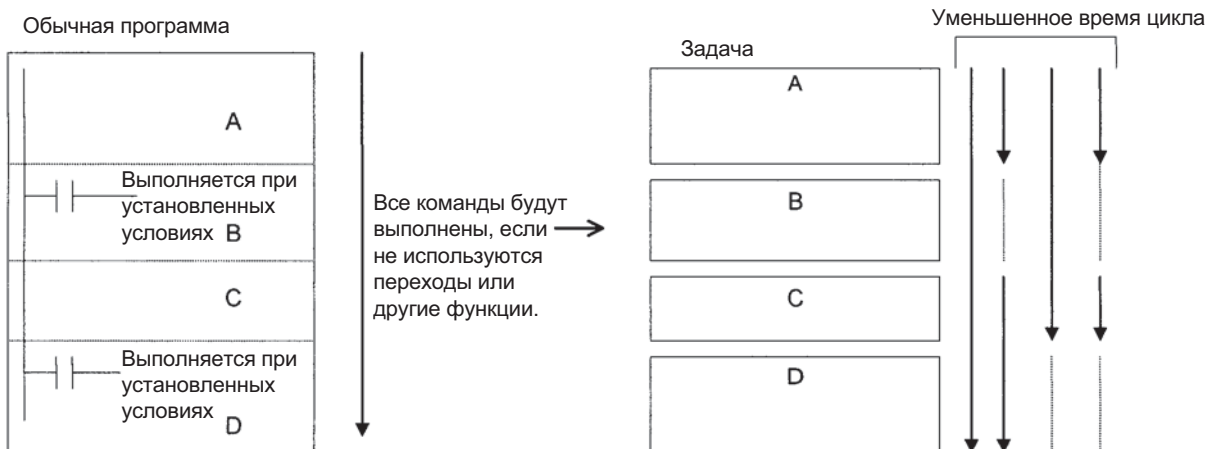 Обычная программа
A
Выполняется при
установленных
условиях B
C
Выполняется при
установленных
условиях D
Все команды будут
выполнены, если
не используются
переходы или
другие функции.
Задача
A
B
C
D
Уменьшенное время цикла